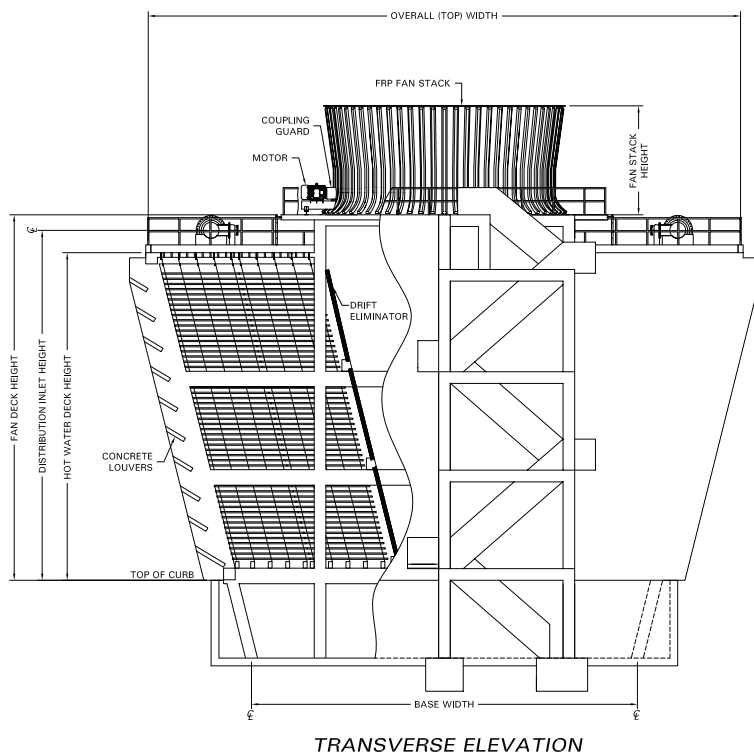 OVERALL (TOP) WIDTH
FRP FAN STACK
COUPLING
GUARD
MOTOR
FAN STACK
HEIGHT
℄
DRIFT
ELIMINATOR
FAN DECK HEIGHT
DISTRIBUTION INLET HEIGHT
HOT WATER DECK HEIGHT
CONCRETE
LOUVERS
TOP OF CURB
BASE WIDTH
℄
℄
TRANSVERSE ELEVATION